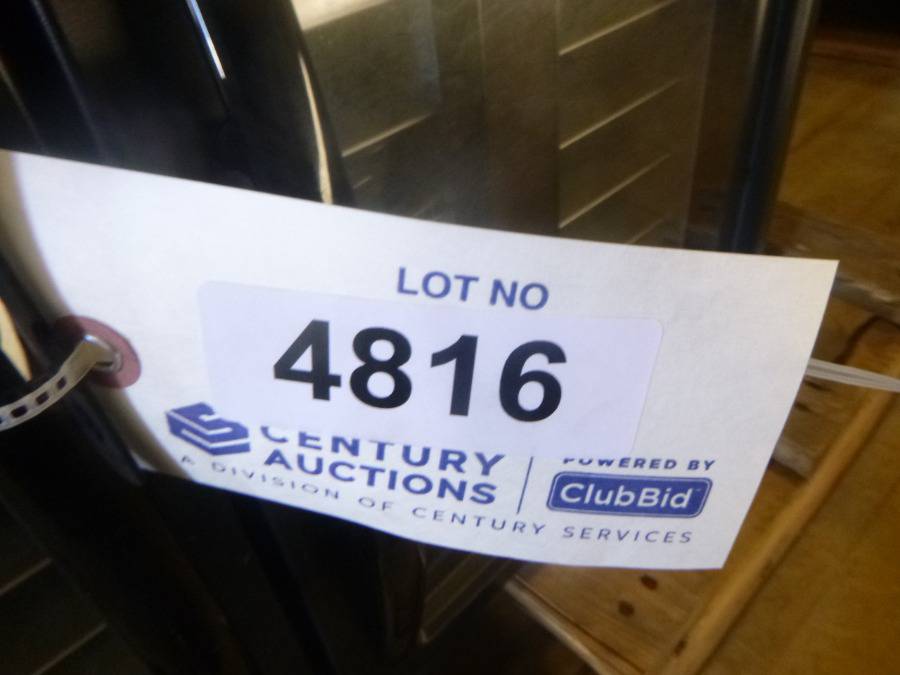 LOT NO
4816
CENTURY
AUCTIONS
A DIVISION OF CENTURY SERVICES
POWERED BY
ClubBid